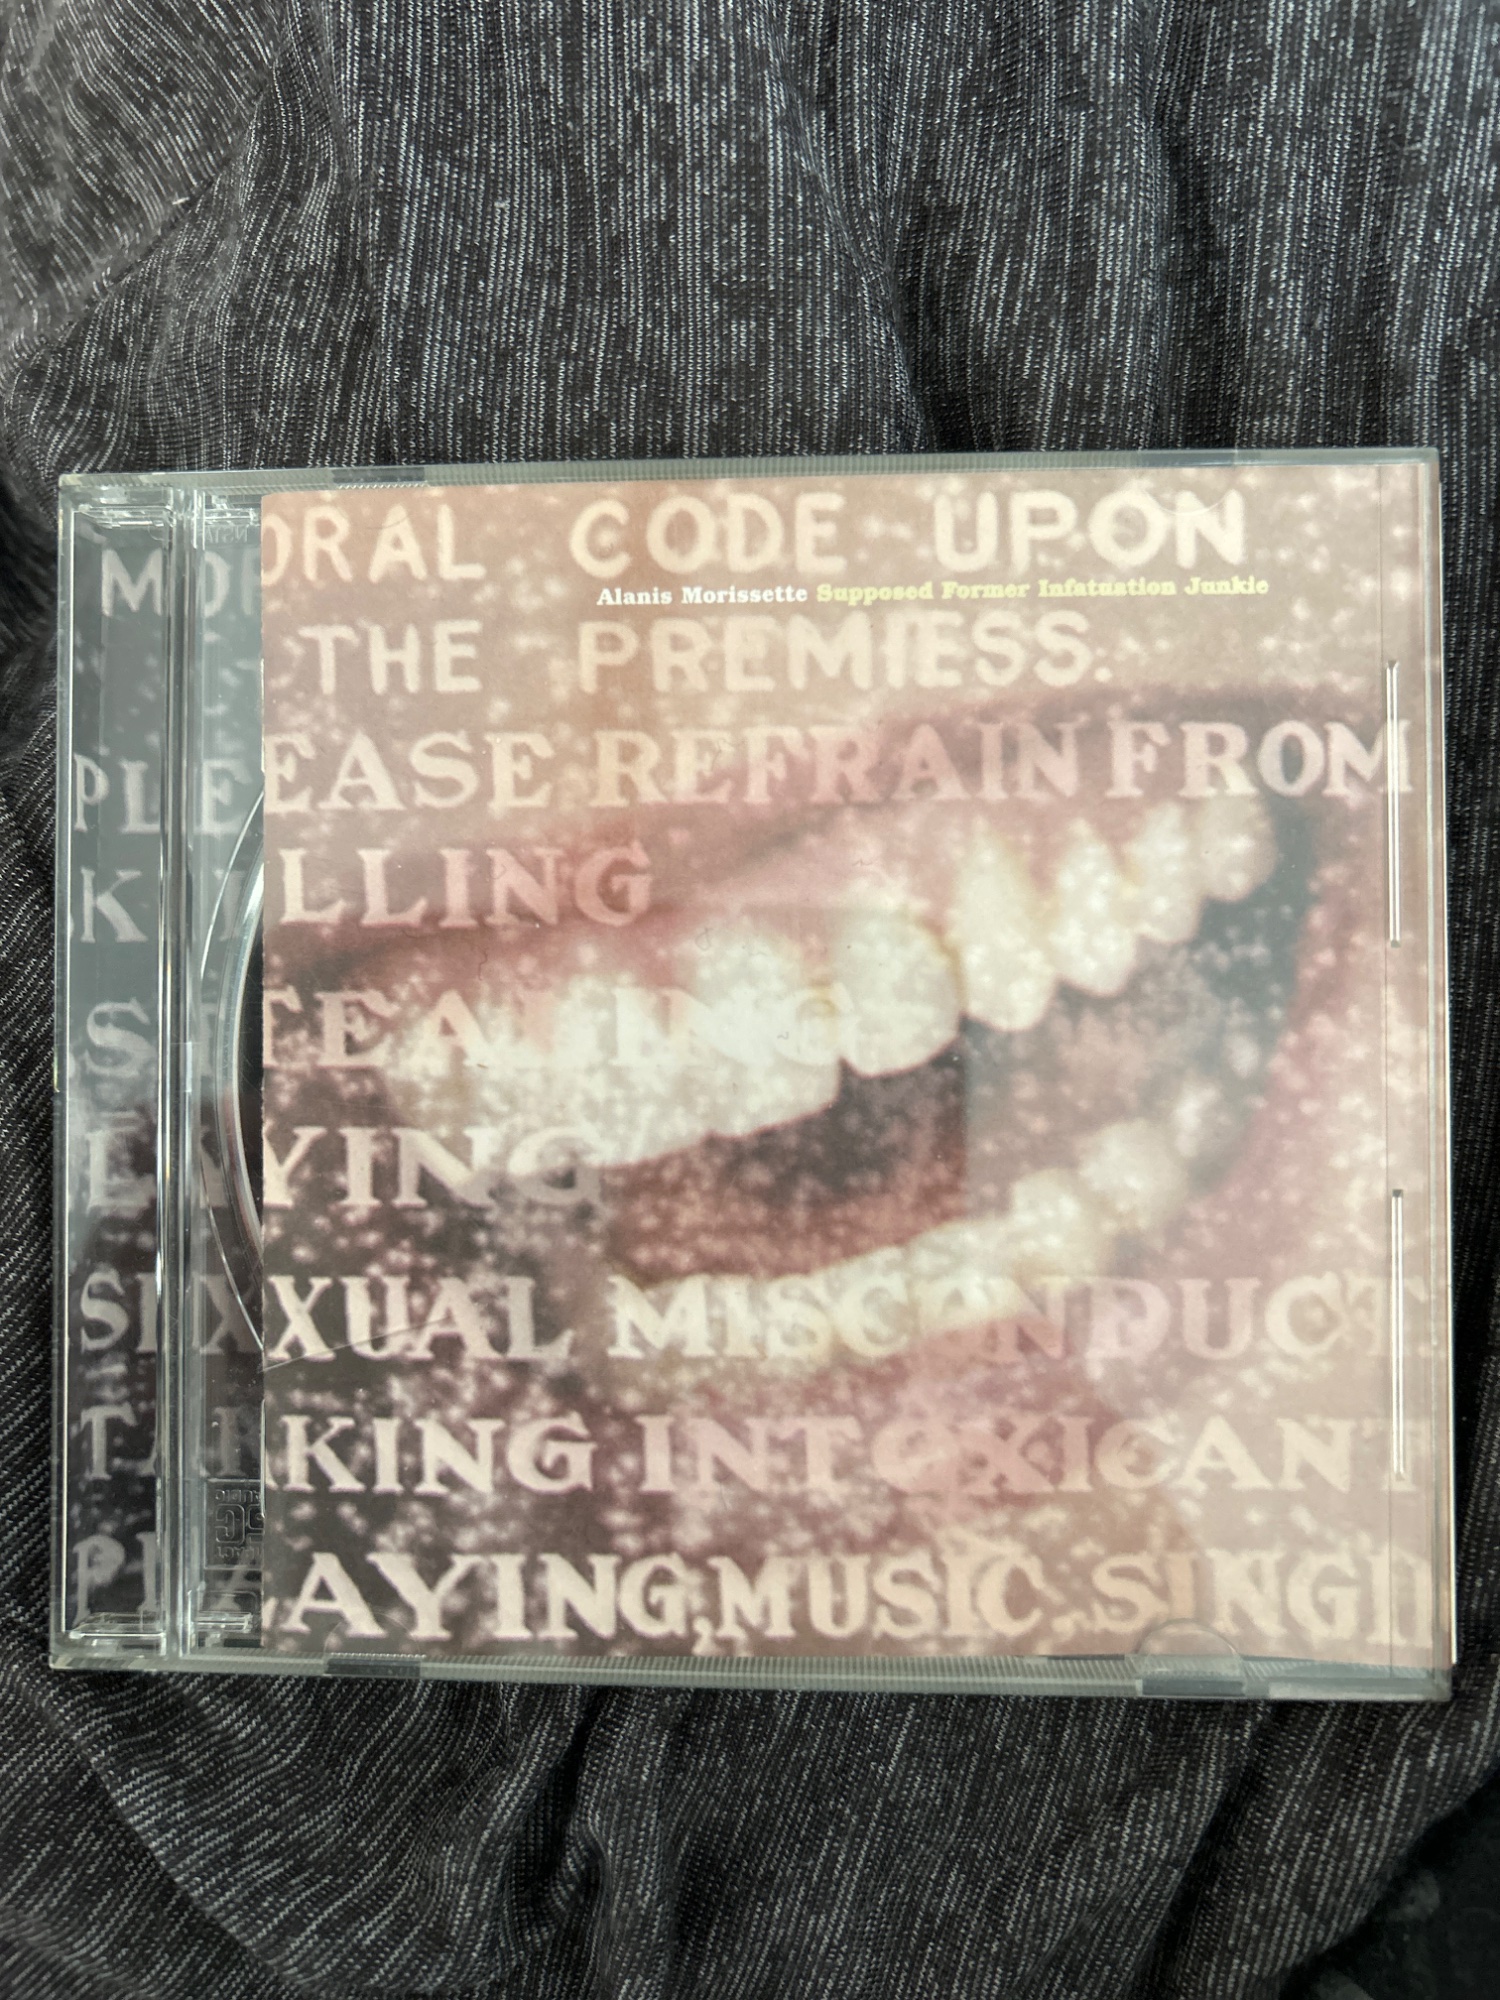 MORAL CODE UPON
Alanis Morissette Supposed Former Infatuation Junkie
THE PREMIESS:
PLEASE REFRAIN FROM
KILLING
STEALING
LYING
SEXUAL MISCONDUCT
TAKING INTOXICANT
PLAYING,MUSIC,SINGI